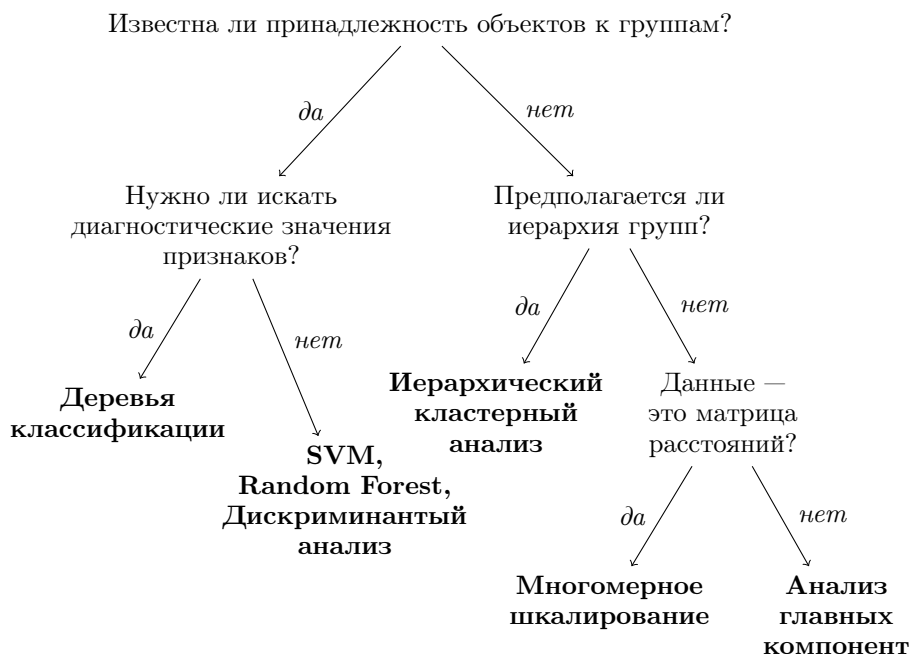 Известна ли принадлежность объектов к группам?
да
нет
Нужно ли искать
диагностические значения
признаков?
Предполагается ли
иерархия групп?
да
нет
да
нет
Деревья
классификации
SVM,
Random Forest,
Дискриминантый
анализ
Иерархический
кластерный
анализ
Данные —
это матрица
расстояний?
да
нет
Многомерное
шкалирование
Анализ
главных
компонент